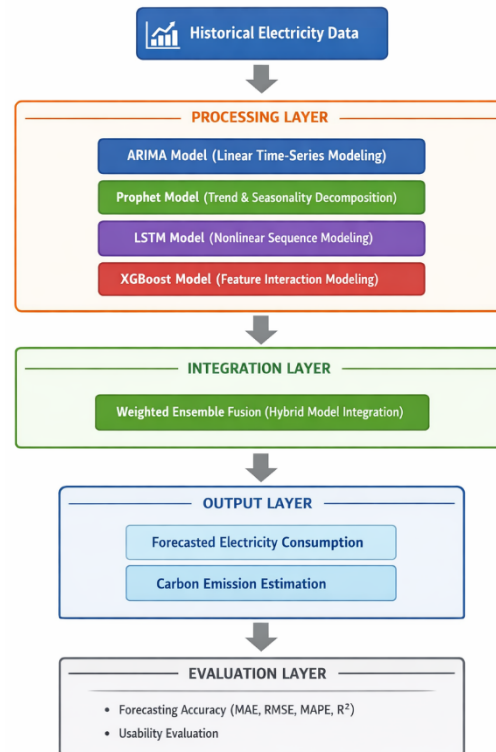 Historical Electricity Data
PROCESSING LAYER
ARIMA Model (Linear Time-Series Modeling)
Prophet Model (Trend & Seasonality Decomposition)
LSTM Model (Nonlinear Sequence Modeling)
XGBoost Model (Feature Interaction Modeling)
INTEGRATION LAYER
Weighted Ensemble Fusion (Hybrid Model Integration)
OUTPUT LAYER
Forecasted Electricity Consumption
Carbon Emission Estimation
EVALUATION LAYER
• Forecasting Accuracy (MAE, RMSE, MAPE, R²)
• Usability Evaluation